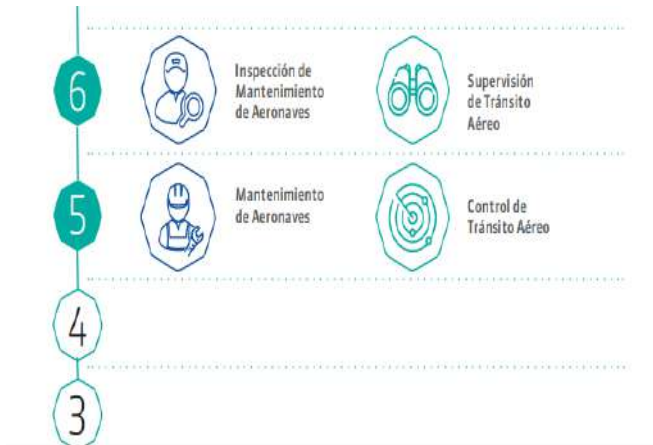 6
Inspección de
Mantenimiento
de Aeronaves
Supervisión
de Tránsito
Aéreo
5
Mantenimiento
de Aeronaves
Control de
Tránsito Aéreo
4
3